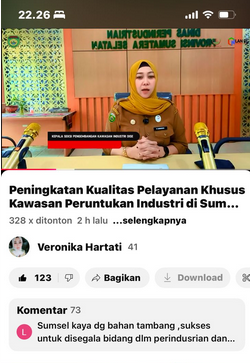 22.26
DINAS PERINDUSTRIAN
PROVINSI SUMATERA SELATAN
KEPALA SEKSI PENGEMBANGAN KAWASAN INDUSTRI
Peningkatan Kualitas Pelayanan Khusus
Kawasan Peruntukan Industri di Sum...
328 x ditonton 2 h lalu ...selengkapnya
Veronika Hartati 41
123 Bagikan Download
Komentar 73
L Sumsel kaya dg bahan tambang ,sukses
untuk disegala bidang dlm perindusrian dan...